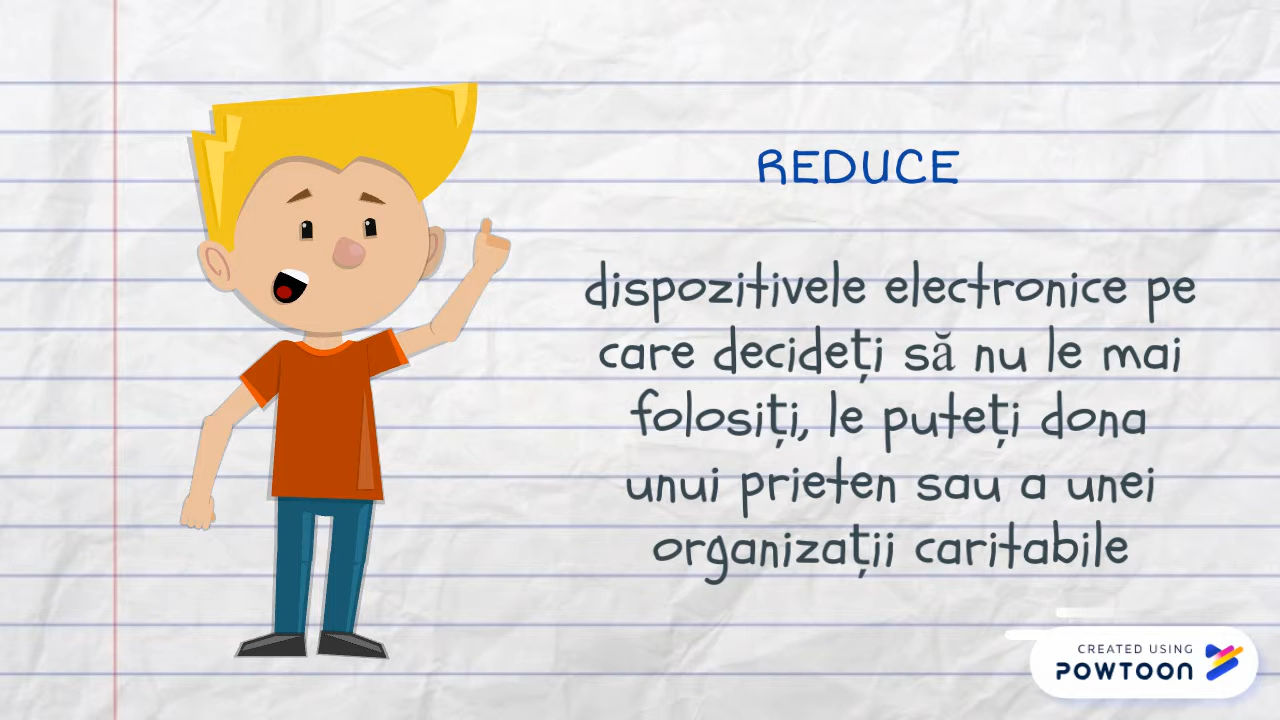 REDUCE
dispozitivele electronice pe
care decideți să nu le mai
folosiți, le puteți dona
unui prieten sau a unei
organizații caritabile
CREATED USING
POWTOON